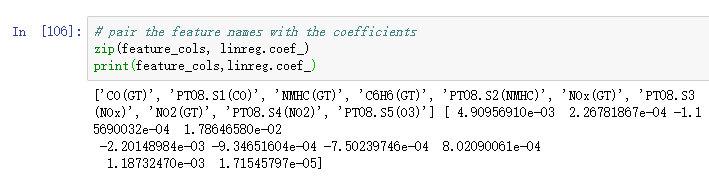 In [106]: # pair the feature names with the coefficients
zip(feature_cols, linreg.coef_)
print(feature_cols,linreg.coef_)
['CO(GT)', 'PT08.S1(CO)', 'NMHC(GT)', 'C6H6(GT)', 'PT08.S2(NMHC)', 'NOx(GT)', 'PT08.S3
(NOx)', 'NO2(GT)', 'PT08.S4(NO2)', 'PT08.S5(O3)'] [ 4.90956910e-03  2.26781867e-04 -1.1
5690032e-04  1.78646580e-02
 -2.20148984e-03 -9.34651604e-04 -7.50239746e-04  8.02090061e-04
  1.18732470e-03  1.71545797e-05]